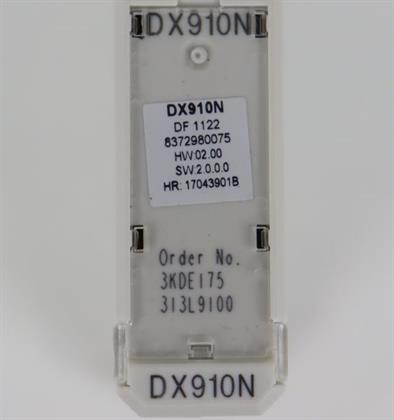 DX910N
DX910N
DF 1122
8372980075
HW:02.00
SW:2.0.0.0
HR: 17043901B
Order No.
3KDE175
313L9100
DX910N